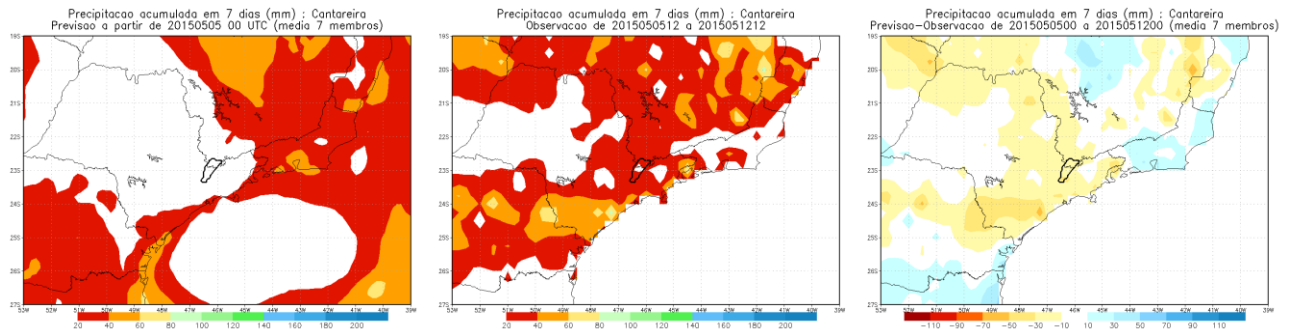 Precipitacao acumulada em 7 dias (mm) : Cantareira
Previsao a partir de 20150505 00 UTC (media 7 membros)
19S
20S
21S
22S
23S
24S
25S
26S
27S
53W 52W 51W 50W 49W 48W 47W 46W 45W 44W 43W 42W 41W 40W 39W
20 40 60 80 100 120 140 160 180 200
Precipitacao acumulada em 7 dias (mm) : Cantareira
Observacao de 2015050512 a 2015051212
19S
20S
21S
22S
23S
24S
25S
26S
27S
53W 52W 51W 50W 49W 48W 47W 46W 45W 44W 43W 42W 41W 40W 39W
20 40 60 80 100 120 140 160 180 200
Precipitacao acumulada em 7 dias (mm) : Cantareira
Previsao-Observacao de 2015050500 a 2015051200 (media 7 membros)
19S
20S
21S
22S
23S
24S
25S
26S
27S
53W 52W 51W 50W 49W 48W 47W 46W 45W 44W 43W 42W 41W 40W 39W
-110 -90 -70 -50 -30 -10 10 30 50 70 90 110